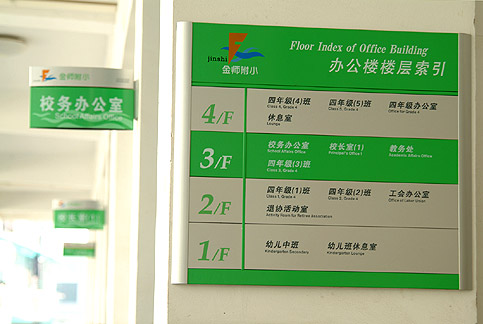 jinshi
金师附小
Floor Index of Office Building
办公楼楼层索引
金师附小
校务办公室
School Affairs Office
4/F
四年级(4)班 四年级(5)班 四年级办公室
Class 4, Grade 4 Office for Grade 4
休息室
Lounge
3/F
校务办公室 校长室(1) 教务处
School Affairs Office Principal's Office 1 Academic Affairs Office
四年级(3)班
Class 3, Grade 4
2/F
四年级(1)班 四年级(2)班 工会办公室
Class 1, Grade 4 Class 2, Grade 4 Office of Labor Union
退协活动室
Activity Room for Retiree Association
1/F
幼儿中班 幼儿班休息室
Kindergarten Secondary Kindergarten Lounge